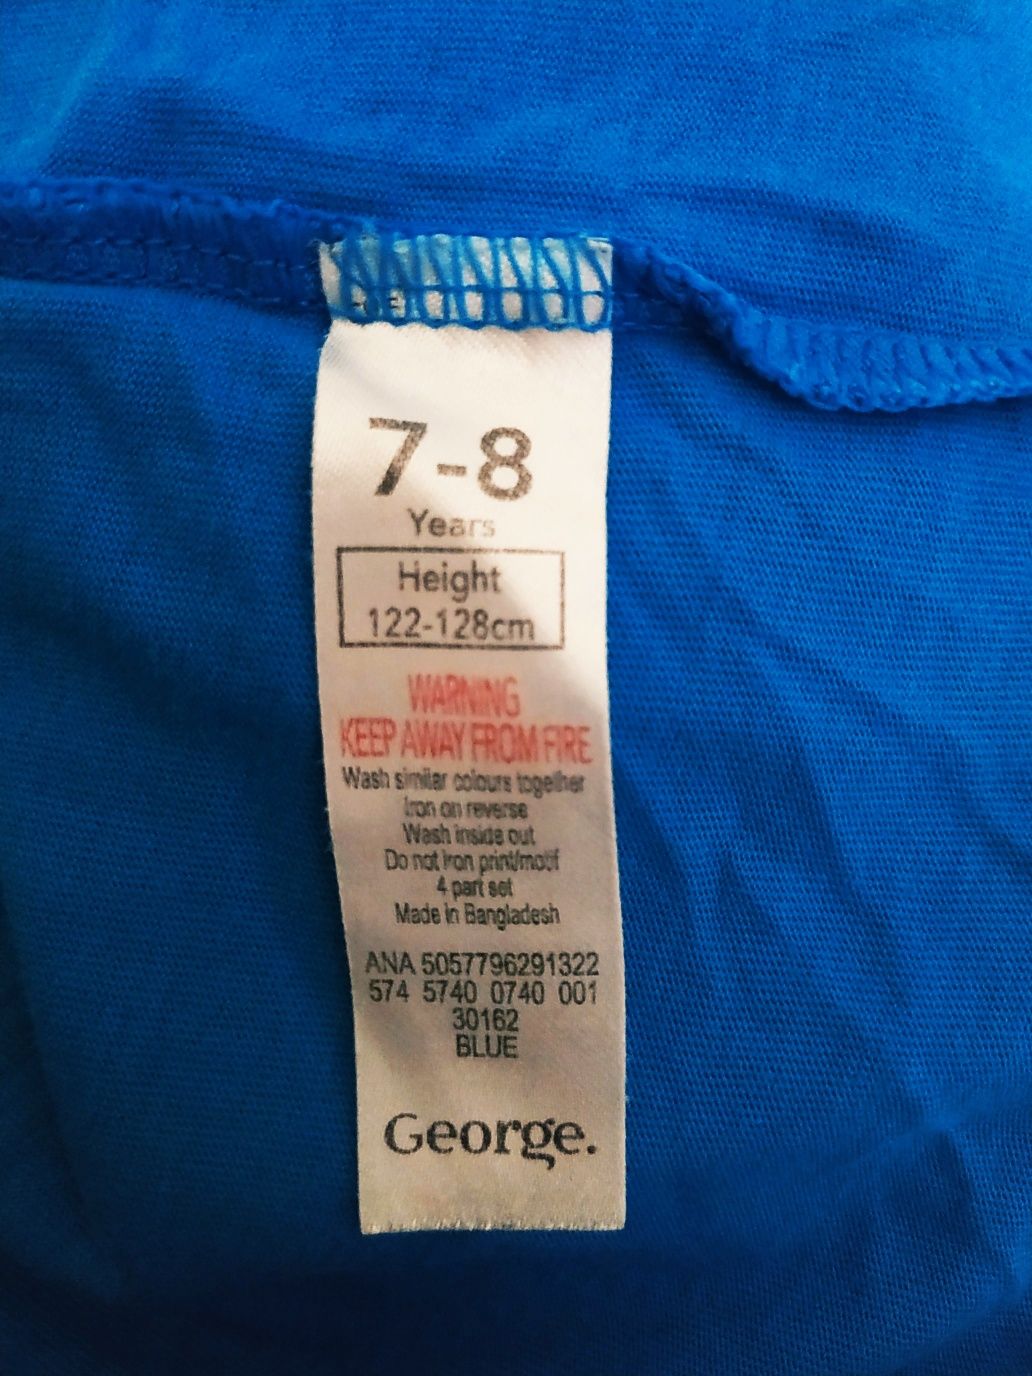 7-8
Years
Height
122-128cm
WARNING
KEEP AWAY FROM FIRE
Wash similar colours together
Iron on reverse
Wash inside out
Do not iron print/motif
4 part set
Made in Bangladesh
ANA 5057796291322
574 5740 0740 001
30162
BLUE
George.